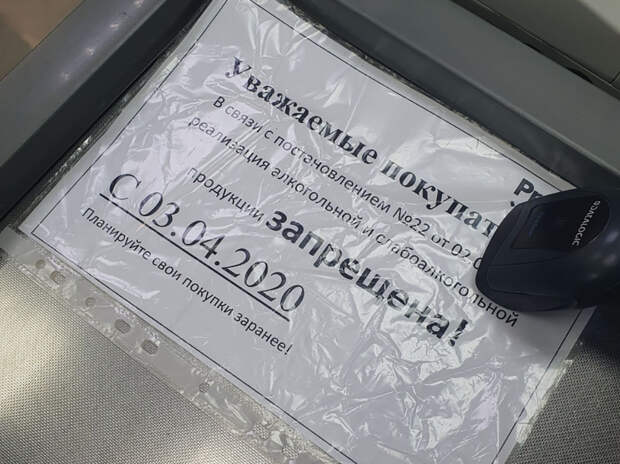 Уважаемые покупат
В связи с постановлением №22 от 02.0
реализация алкогольной и слабоалкогольной
продукции запрещена!
С 03.04.2020
Планируйте свои покупки заранее!
DATALOGIC